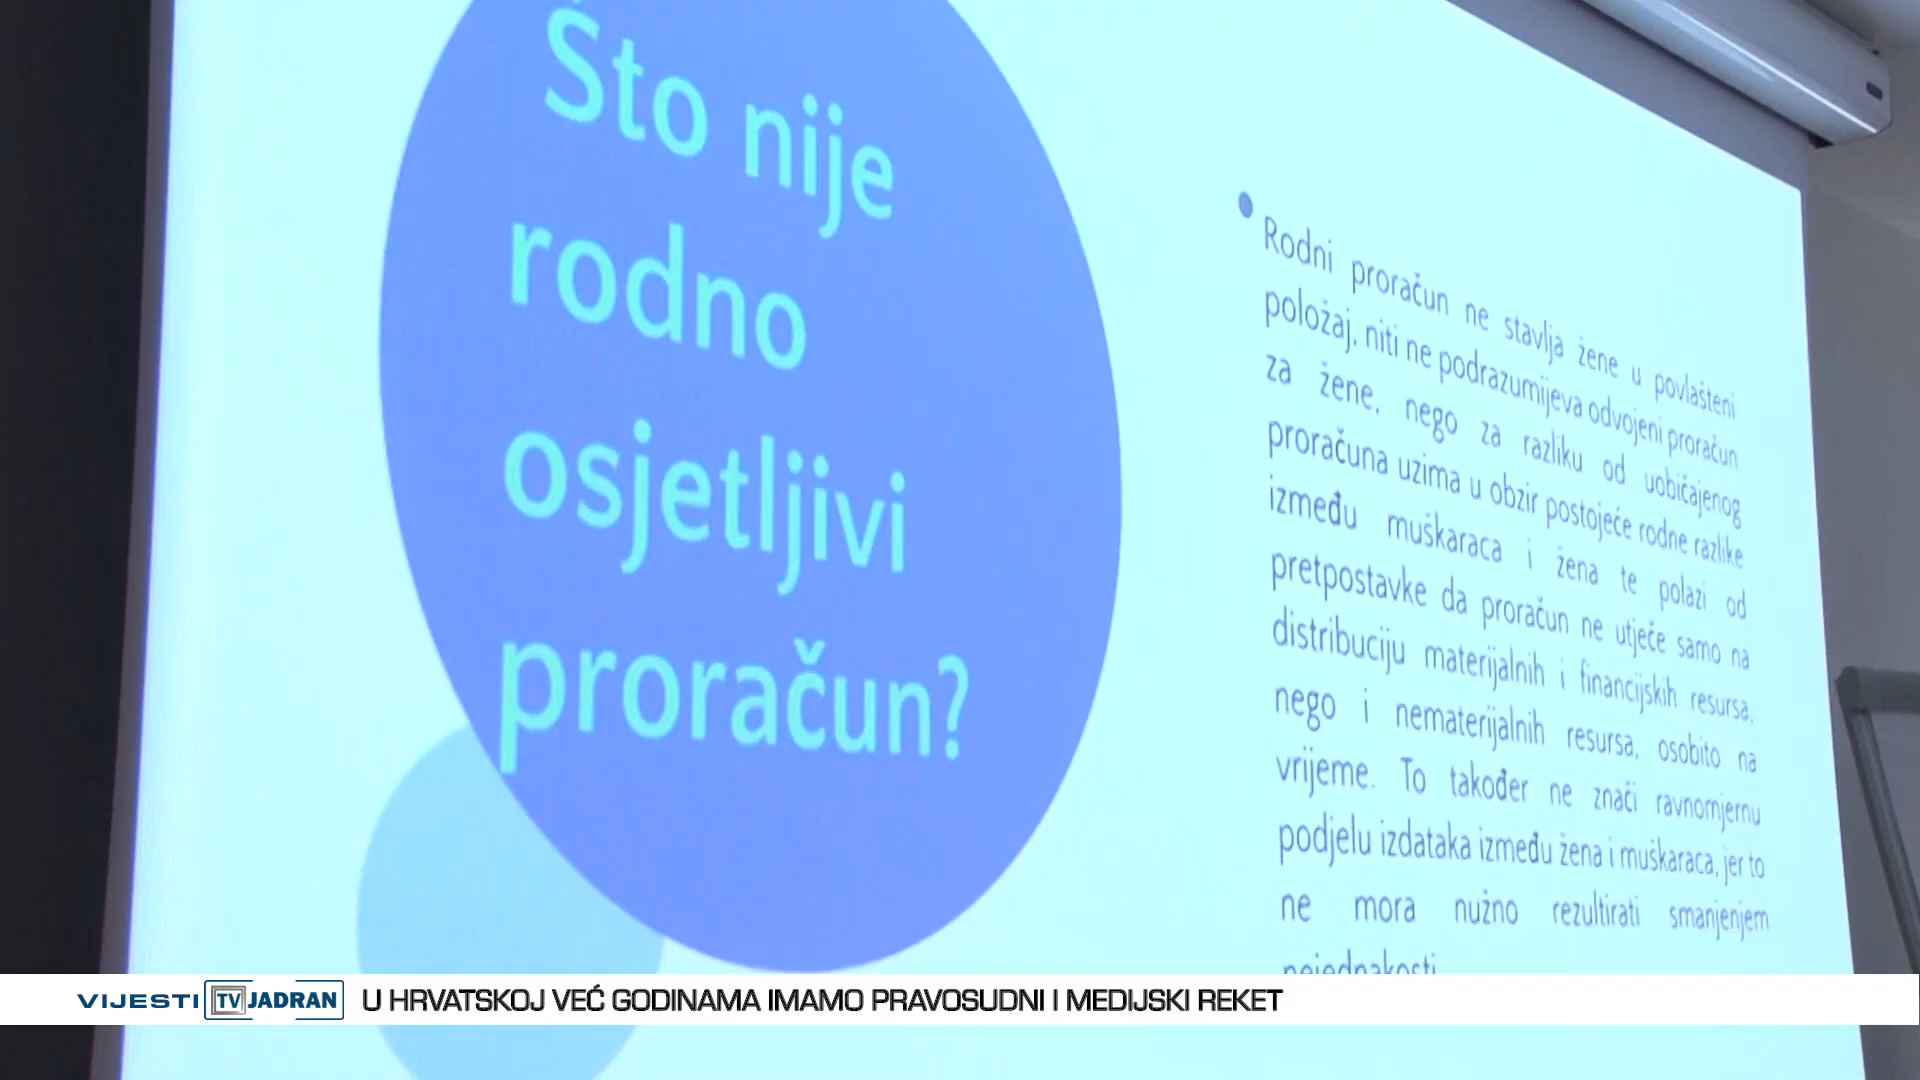 Što nije
rodno
osjetljivi
proračun?
• Rodni proračun ne stavlja žene u povlašteni
položaj, niti ne podrazumijeva odvojeni proračun
za žene, nego za razliku od uobičajenog
proračuna uzima u obzir postojeće rodne razlike
između muškaraca i žena te polazi od
pretpostavke da proračun ne utječe samo na
distribuciju materijalnih i financijskih resursa,
nego i nematerijalnih resursa, osobito na
vrijeme. To također ne znači ravnomjernu
podjelu izdataka između žena i muškaraca, jer to
ne mora nužno rezultirati smanjenjem
nejednakosti.
VIJESTI TV JADRAN U HRVATSKOJ VEĆ GODINAMA IMAMO PRAVOSUDNI I MEDIJSKI REKET